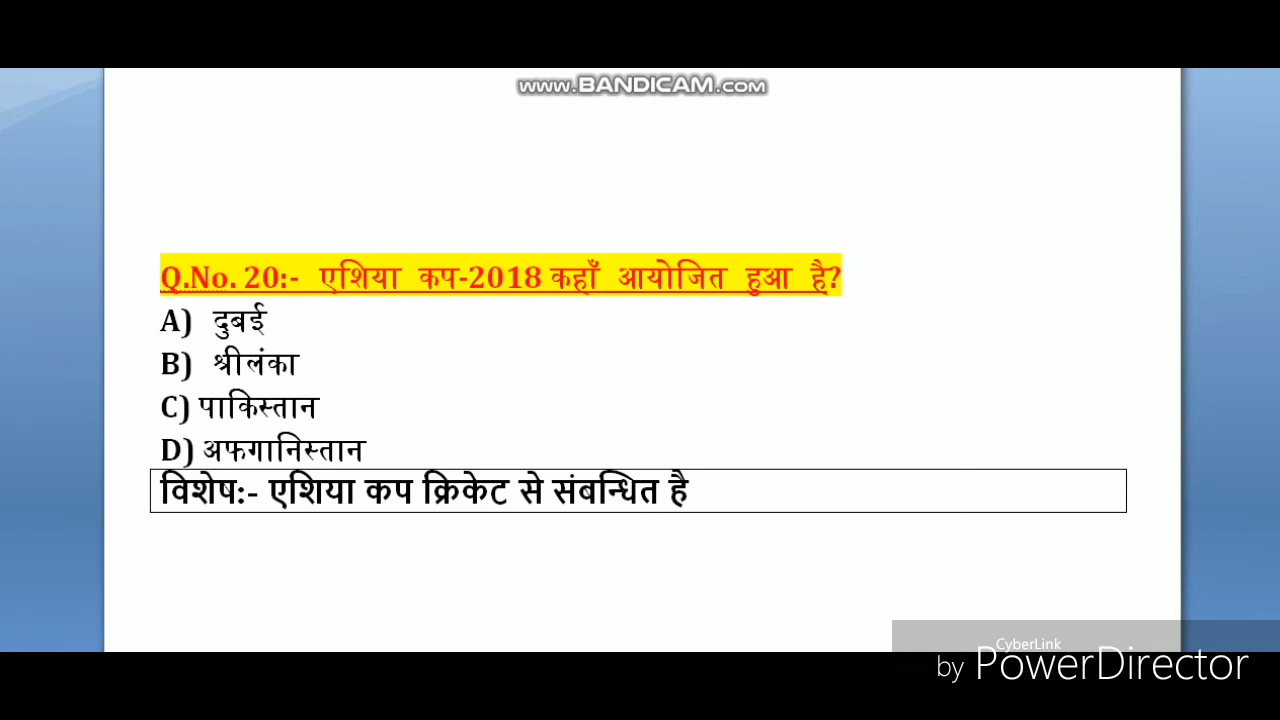 www.BANDICAM.COM
Q.No. 20:- एशिया कप-2018 कहाँ आयोजित हुआ है?
A) दुबई
B) श्रीलंका
C) पाकिस्तान
D) अफगानिस्तान
विशेष:- एशिया कप क्रिकेट से संबन्धित है
CyberLink
by PowerDirector